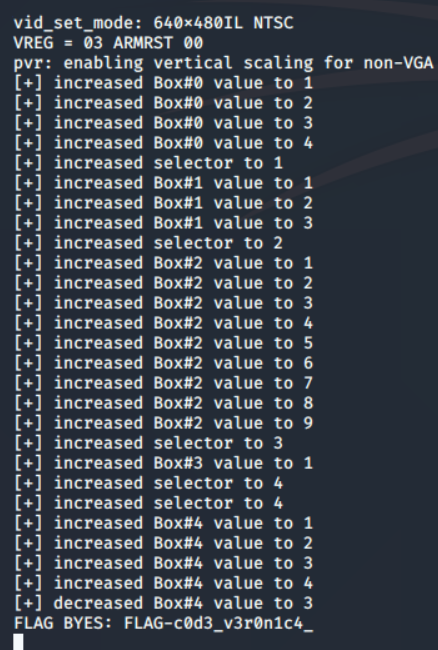 vid_set_mode: 640×480IL NTSC
VREG = 03 ARMRST 00
pvr: enabling vertical scaling for non-VGA
[+] increased Box#0 value to 1
[+] increased Box#0 value to 2
[+] increased Box#0 value to 3
[+] increased Box#0 value to 4
[+] increased selector to 1
[+] increased Box#1 value to 1
[+] increased Box#1 value to 2
[+] increased Box#1 value to 3
[+] increased selector to 2
[+] increased Box#2 value to 1
[+] increased Box#2 value to 2
[+] increased Box#2 value to 3
[+] increased Box#2 value to 4
[+] increased Box#2 value to 5
[+] increased Box#2 value to 6
[+] increased Box#2 value to 7
[+] increased Box#2 value to 8
[+] increased Box#2 value to 9
[+] increased selector to 3
[+] increased Box#3 value to 1
[+] increased selector to 4
[+] increased selector to 4
[+] increased Box#4 value to 1
[+] increased Box#4 value to 2
[+] increased Box#4 value to 3
[+] increased Box#4 value to 4
[+] decreased Box#4 value to 3
FLAG BYES: FLAG-c0d3_v3r0n1c4_